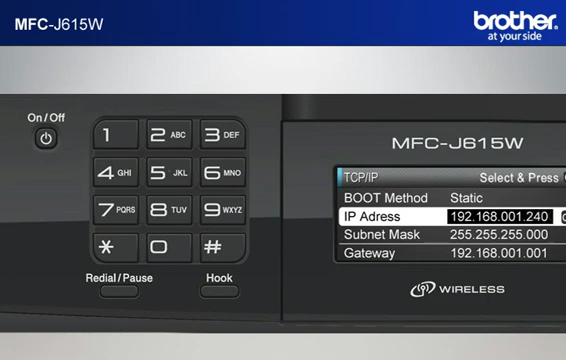 MFC-J615W
brother
at your side
On/Off
1 2 ABC 3 DEF
4 GHI 5 JKL 6 MNO
7 PQRS 8 TUV 9 WXYZ
* 0 #
Redial/Pause Hook
MFC-J615W
TCP/IP Select & Press
BOOT Method Static
IP Adress 192.168.001.240
Subnet Mask 255.255.255.000
Gateway 192.168.001.001
WIRELESS